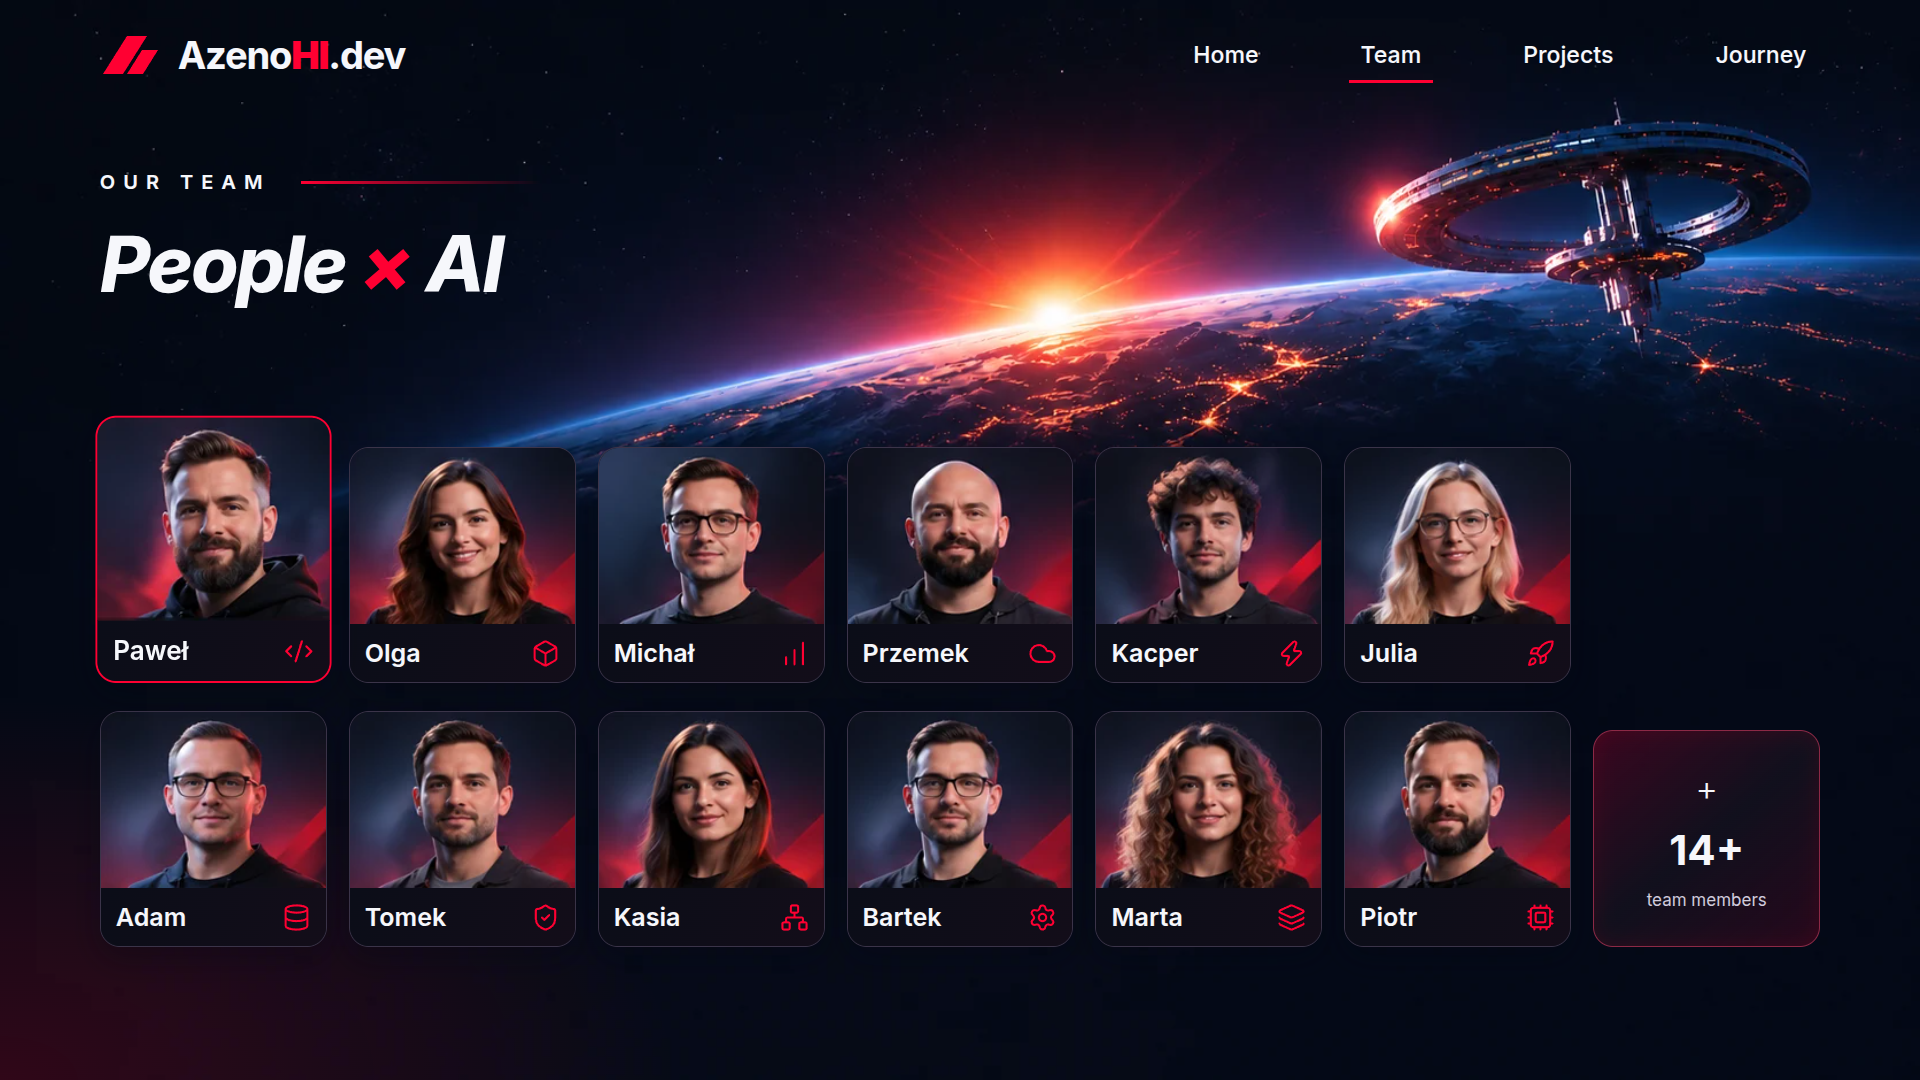 AzenoHI.dev
Home Team Projects Journey
OUR TEAM
People × AI
Paweł
Olga
Michał
Przemek
Kacper
Julia
Adam
Tomek
Kasia
Bartek
Marta
Piotr
+
14+
team members